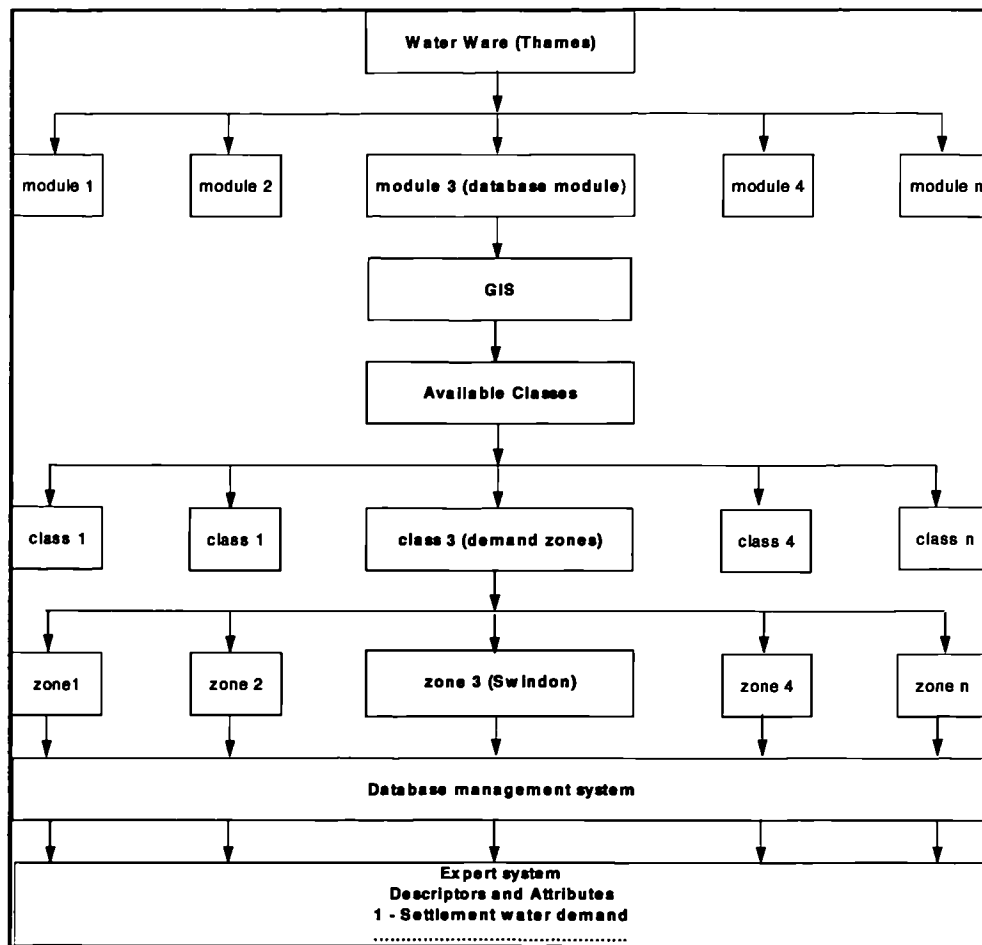 Water Ware (Thames)
module 1
module 2
module 3 (database module)
module 4
module n
GIS
Available Classes
class 1
class 1
class 3 (demand zones)
class 4
class n
zone1
zone 2
zone 3 (Swindon)
zone 4
zone n
Database management system
Expert system
Descriptors and Attributes
1 - Settlement water demand
..........................................